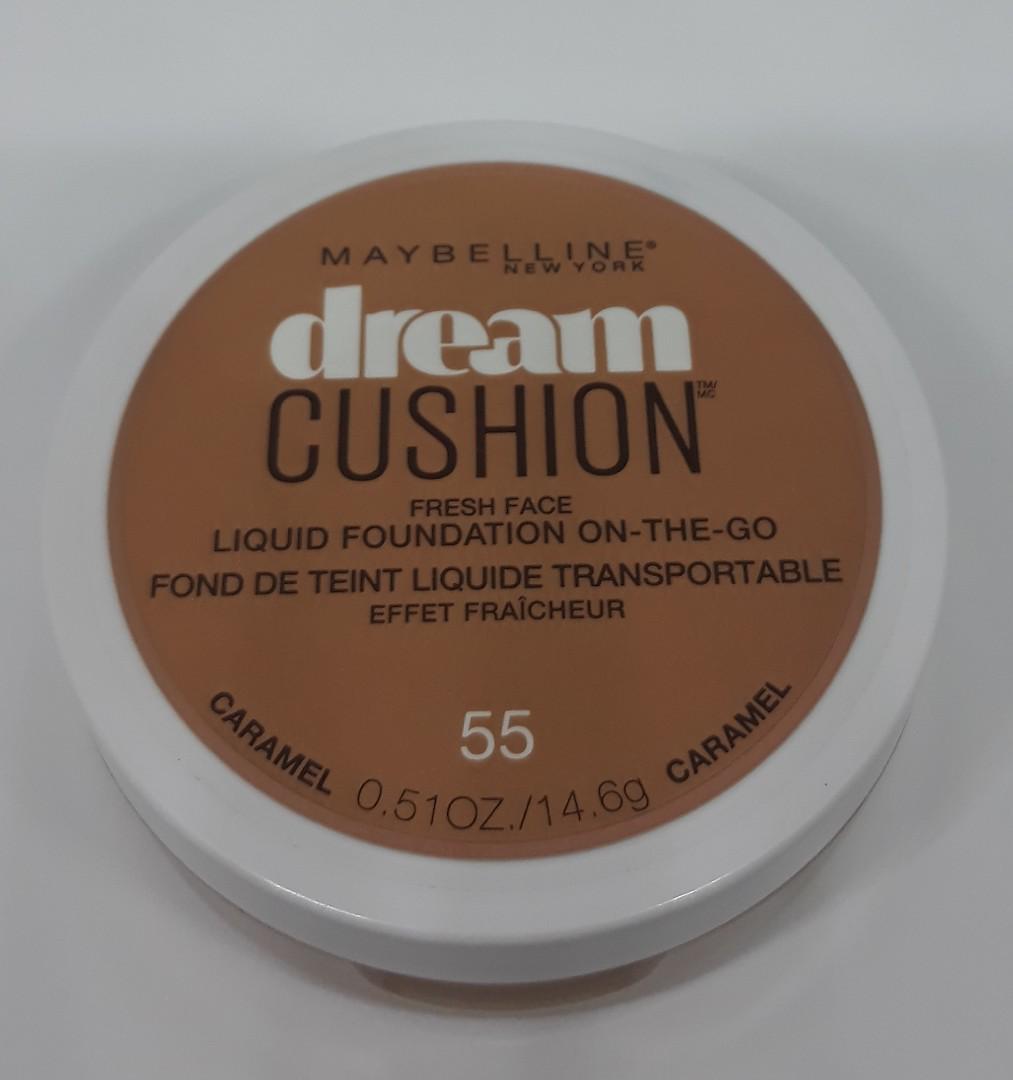 MAYBELLINE®
NEW YORK
dream
CUSHION TM/MC
FRESH FACE
LIQUID FOUNDATION ON-THE-GO
FOND DE TEINT LIQUIDE TRANSPORTABLE
EFFET FRAÎCHEUR
55
CARAMEL 0.51OZ./14.6g CARAMEL